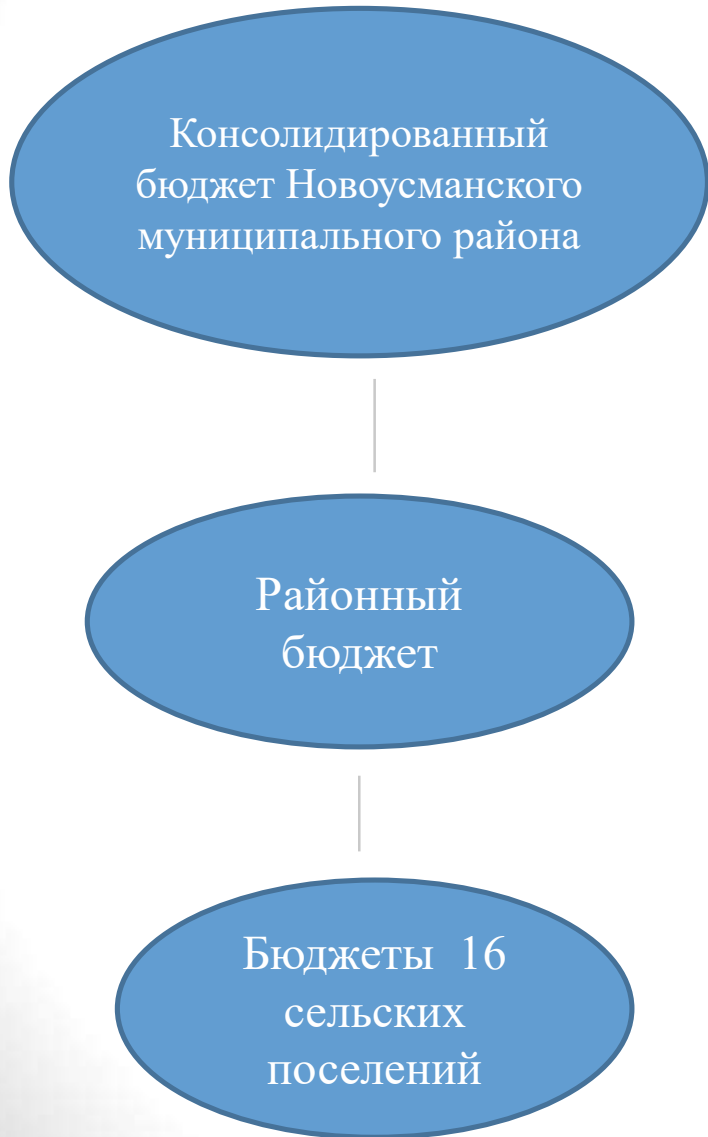 Консолидированный
бюджет Новоусманского
муниципального района
Районный
бюджет
Бюджеты 16
сельских
поселений